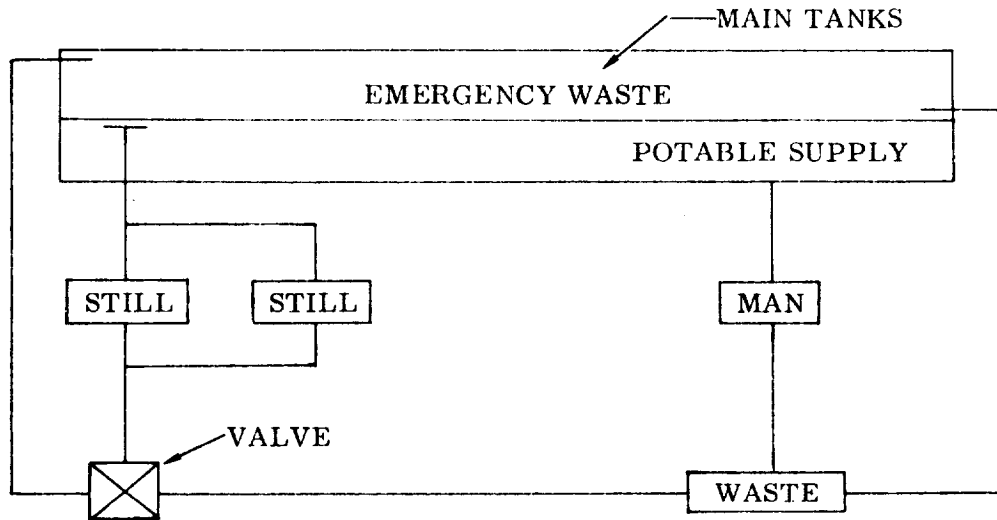 MAIN TANKS
EMERGENCY WASTE
POTABLE SUPPLY
STILL
STILL
MAN
VALVE
WASTE